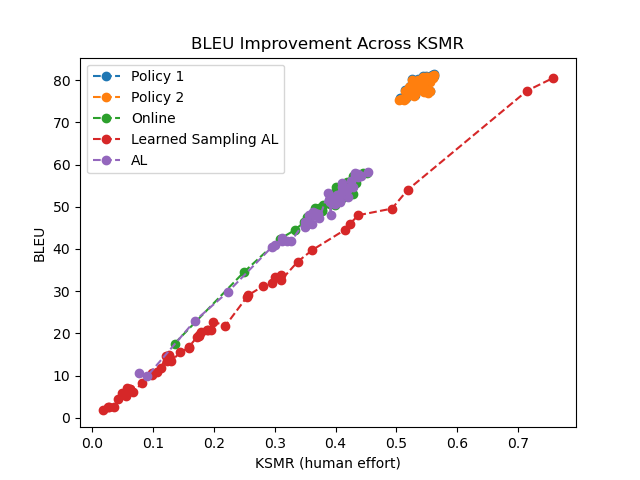 BLEU Improvement Across KSMR
Policy 1
Policy 2
Online
Learned Sampling AL
AL
BLEU
80
70
60
50
40
30
20
10
0
0.0 0.1 0.2 0.3 0.4 0.5 0.6 0.7
KSMR (human effort)